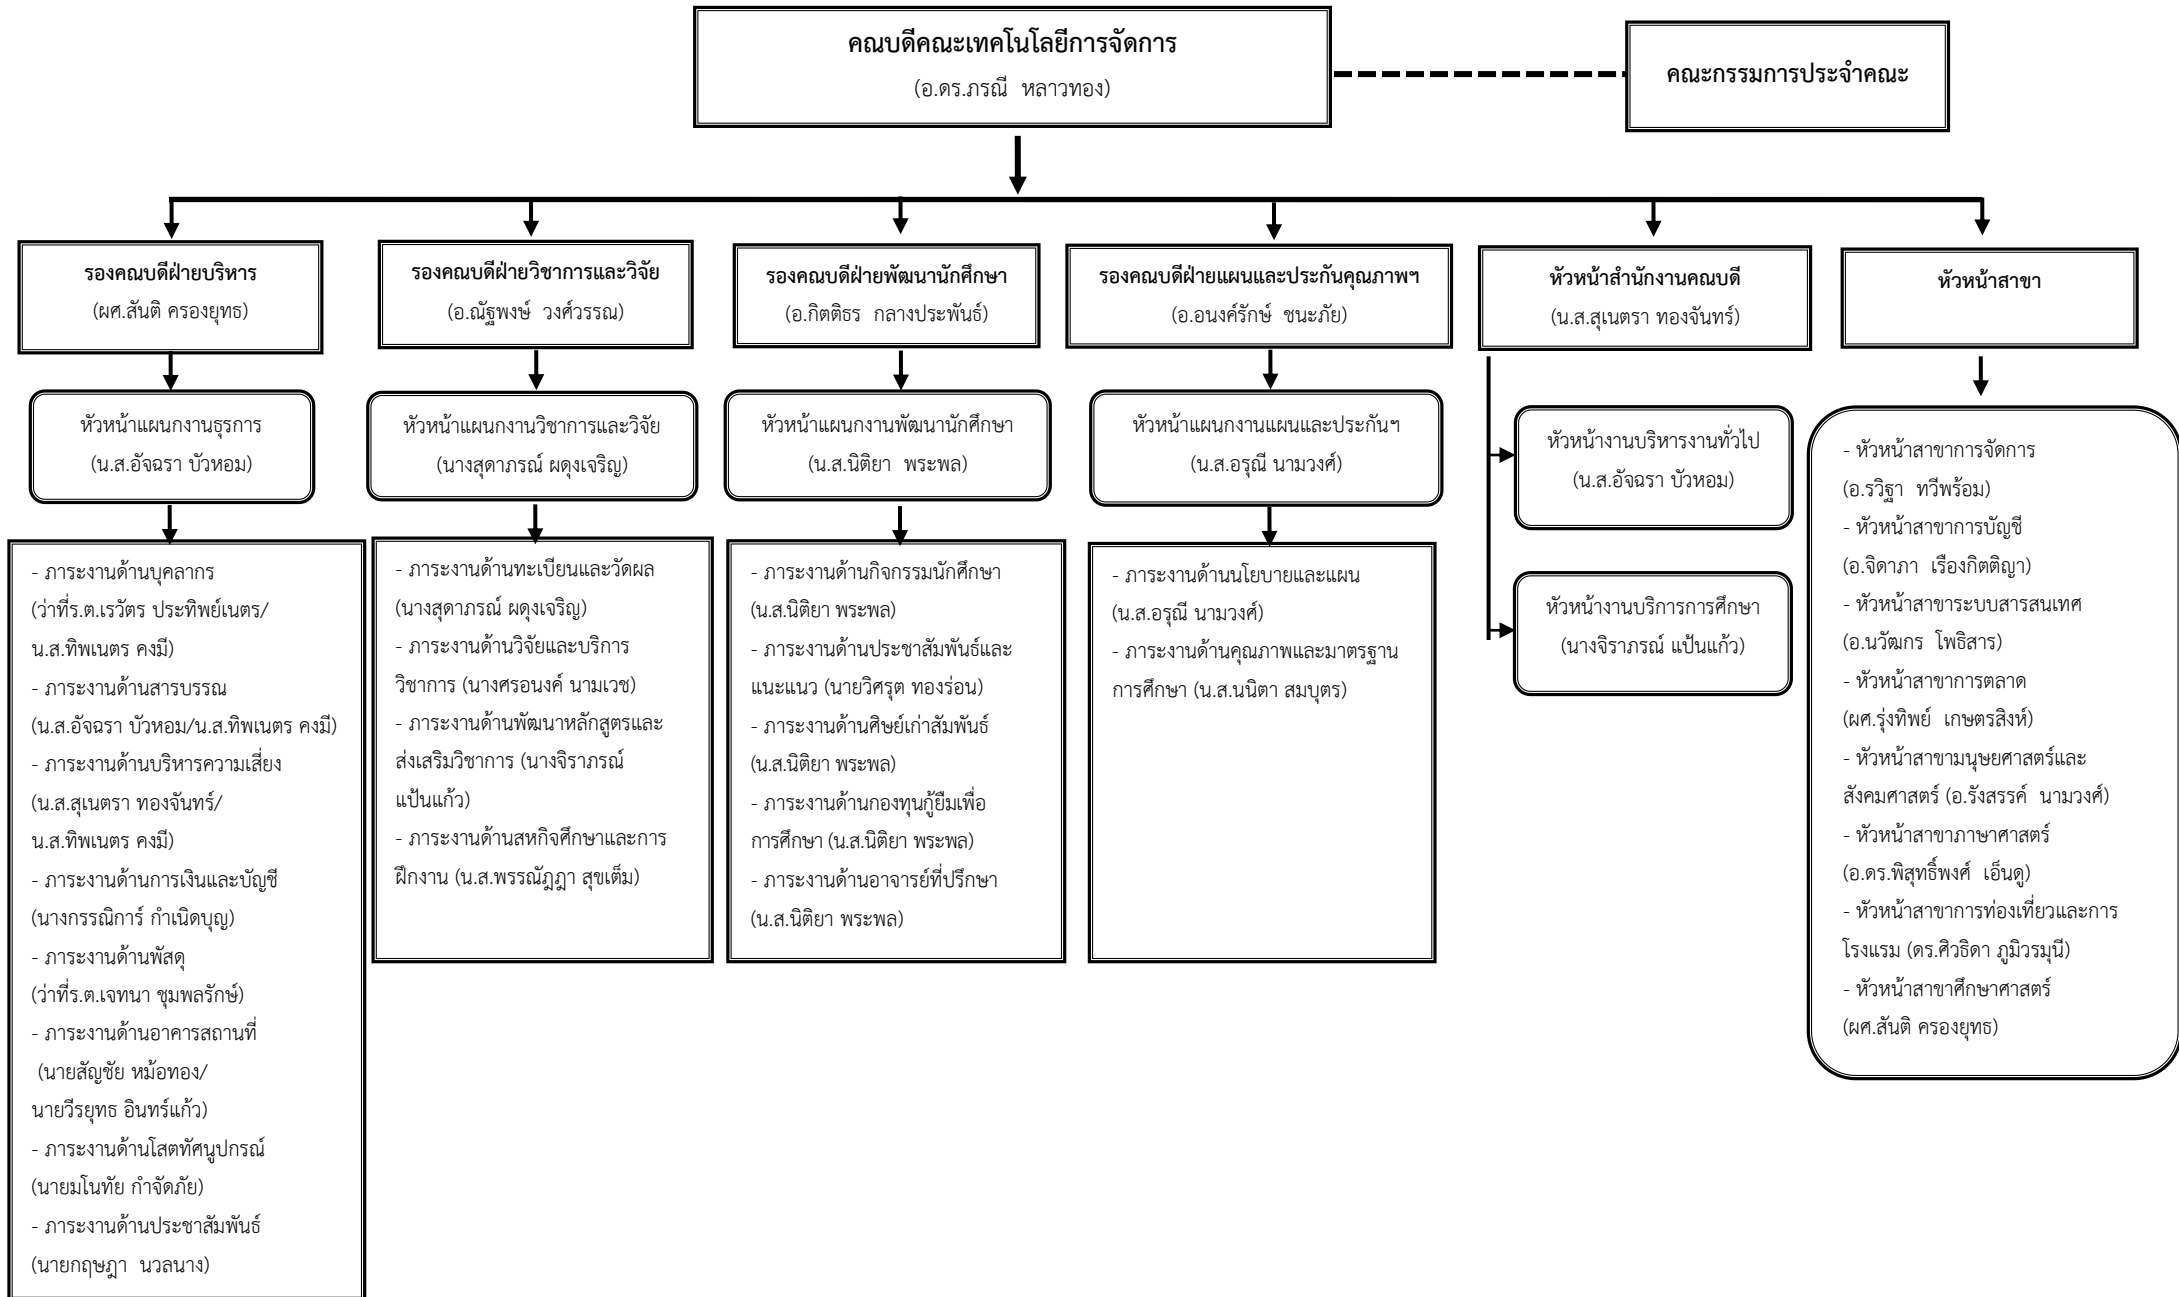 คณบดีคณะเทคโนโลยีการจัดการ
(อ.ดร.ภรณี  หลาวทอง)
คณะกรรมการประจำคณะ
รองคณบดีฝ่ายบริหาร
(ผศ.สันติ ครองยุทธ)
รองคณบดีฝ่ายวิชาการและวิจัย
(อ.ณัฐพงษ์  วงศ์วรรณ)
รองคณบดีฝ่ายพัฒนานักศึกษา
(อ.กิตติธร  กลางประพันธ์)
รองคณบดีฝ่ายแผนและประกันคุณภาพฯ
(อ.อนงค์รักษ์  ชนะภัย)
หัวหน้าสำนักงานคณบดี
(น.ส.สุเนตรา ทองจันทร์)
หัวหน้าสาขา
หัวหน้าแผนกงานธุรการ
(น.ส.อัจฉรา บัวหอม)
หัวหน้าแผนกงานวิชาการและวิจัย
(นางสุดาภรณ์ ผดุงเจริญ)
หัวหน้าแผนกงานพัฒนานักศึกษา
(น.ส.นิติยา  พระพล)
หัวหน้าแผนกงานแผนและประกันฯ
(น.ส.อรุณี นามวงศ์)
หัวหน้างานบริหารงานทั่วไป
(น.ส.อัจฉรา บัวหอม)
หัวหน้างานบริการการศึกษา
(นางจิราภรณ์ แป้นแก้ว)
- ภาระงานด้านบุคลากร
(ว่าที่ร.ต.เรวัตร ประทิพย์เนตร/
น.ส.ทิพเนตร คงมี)
- ภาระงานด้านสารบรรณ
(น.ส.อัจฉรา บัวหอม/น.ส.ทิพเนตร คงมี)
- ภาระงานด้านบริหารความเสี่ยง
(น.ส.สุเนตรา ทองจันทร์/
น.ส.ทิพเนตร คงมี)
- ภาระงานด้านการเงินและบัญชี
(นางกรรณิการ์ กำเนิดบุญ)
- ภาระงานด้านพัสดุ
(ว่าที่ร.ต.เจทนา ชุมพลรักษ์)
- ภาระงานด้านอาคารสถานที่
(นายสัญชัย หม้อทอง/
นายวีรยุทธ อินทร์แก้ว)
- ภาระงานด้านโสตทัศนูปกรณ์
(นายมโนทัย กำจัดภัย)
- ภาระงานด้านประชาสัมพันธ์
(นายกฤษฎา  นวลนาง)
- ภาระงานด้านทะเบียนและวัดผล
(นางสุดาภรณ์ ผดุงเจริญ)
- ภาระงานด้านวิจัยและบริการ
วิชาการ (นางศรอนงค์ นามเวช)
- ภาระงานด้านพัฒนาหลักสูตรและ
ส่งเสริมวิชาการ (นางจิราภรณ์
แป้นแก้ว)
- ภาระงานด้านสหกิจศึกษาและการ
ฝึกงาน (น.ส.พรรณัฎฎา สุขเต็ม)
- ภาระงานด้านกิจกรรมนักศึกษา
(น.ส.นิติยา พระพล)
- ภาระงานด้านประชาสัมพันธ์และ
แนะแนว (นายวิศรุต ทองร่อน)
- ภาระงานด้านศิษย์เก่าสัมพันธ์
(น.ส.นิติยา พระพล)
- ภาระงานด้านกองทุนกู้ยืมเพื่อ
การศึกษา (น.ส.นิติยา พระพล)
- ภาระงานด้านอาจารย์ที่ปรึกษา
(น.ส.นิติยา พระพล)
- ภาระงานด้านนโยบายและแผน
(น.ส.อรุณี นามวงศ์)
- ภาระงานด้านคุณภาพและมาตรฐาน
การศึกษา (น.ส.นนิตา สมบุตร)
- หัวหน้าสาขาการจัดการ
(อ.รวิฐา  ทวีพร้อม)
- หัวหน้าสาขาการบัญชี
(อ.จิดาภา  เรืองกิตติญา)
- หัวหน้าสาขาระบบสารสนเทศ
(อ.นวัฒกร  โพธิสาร)
- หัวหน้าสาขาการตลาด
(ผศ.รุ่งทิพย์  เกษตรสิงห์)
- หัวหน้าสาขามนุษยศาสตร์และ
สังคมศาสตร์ (อ.รังสรรค์  นามวงศ์)
- หัวหน้าสาขาภาษาศาสตร์
(อ.ดร.พิสุทธิ์พงศ์  เอ็นดู)
- หัวหน้าสาขาการท่องเที่ยวและการ
โรงแรม (ดร.ศิวธิดา ภูมิวรมุนี)
- หัวหน้าสาขาศึกษาศาสตร์
(ผศ.สันติ ครองยุทธ)